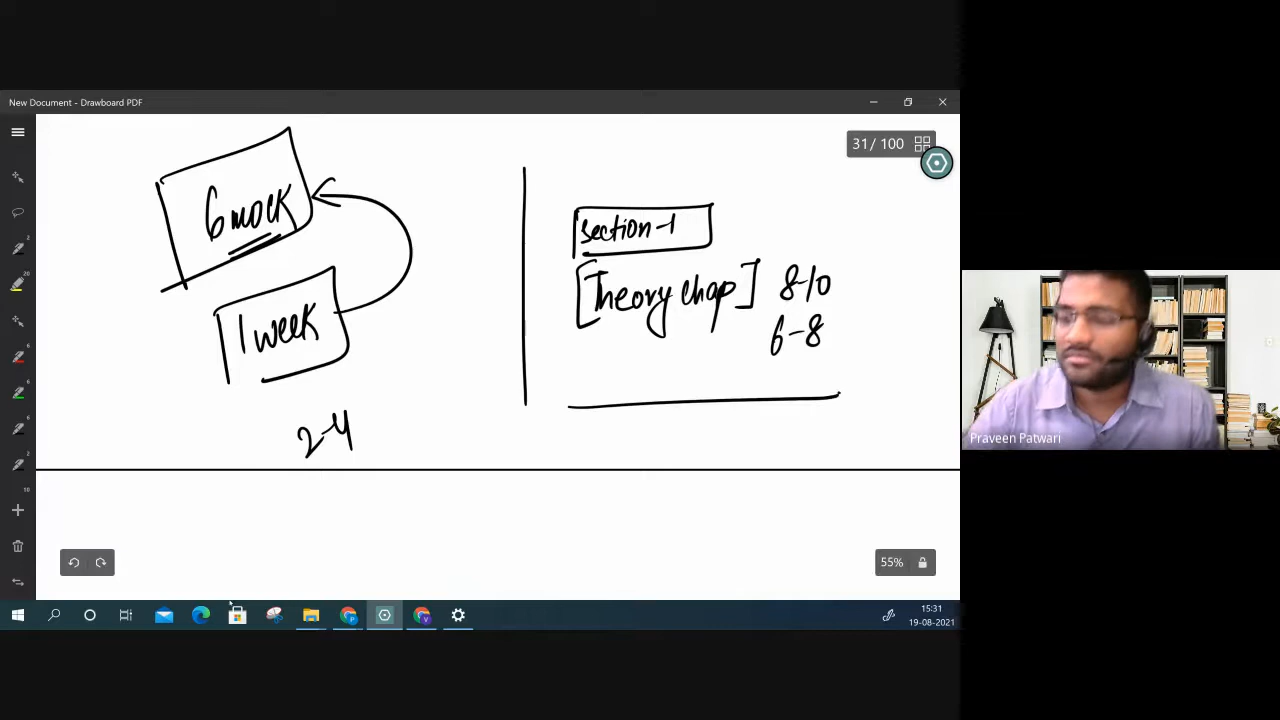 New Document - Drawboard PDF
31 / 100
6 mock
1 week
2-4
Section-1
[Theory chap] 8-10
6-8
55%
Praveen Patwari
15:31
19-08-2021